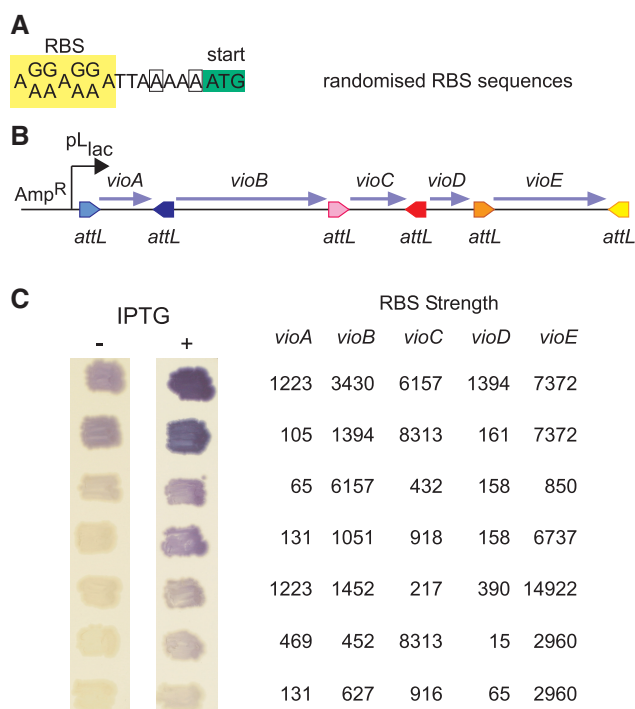 A
RBS
start
AGGAGGATTAAAAAATG
AAAA
randomised RBS sequences
B
pLlac
AmpR
vioA vioB vioC vioD vioE
attL attL attL attL attL attL
C
IPTG
- +
RBS Strength
vioA vioB vioC vioD vioE
1223 3430 6157 1394 7372
105 1394 8313 161 7372
65 6157 432 158 850
131 1051 918 158 6737
1223 1452 217 390 14922
469 452 8313 15 2960
131 627 916 65 2960